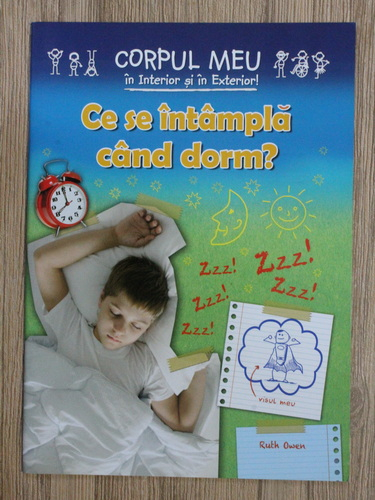 CORPUL MEU
în Interior și în Exterior!
Ce se întâmplă
când dorm?
Zzz!
Zzz!
Zzz!
Zzz!
Zzz!
visul meu
Ruth Owen